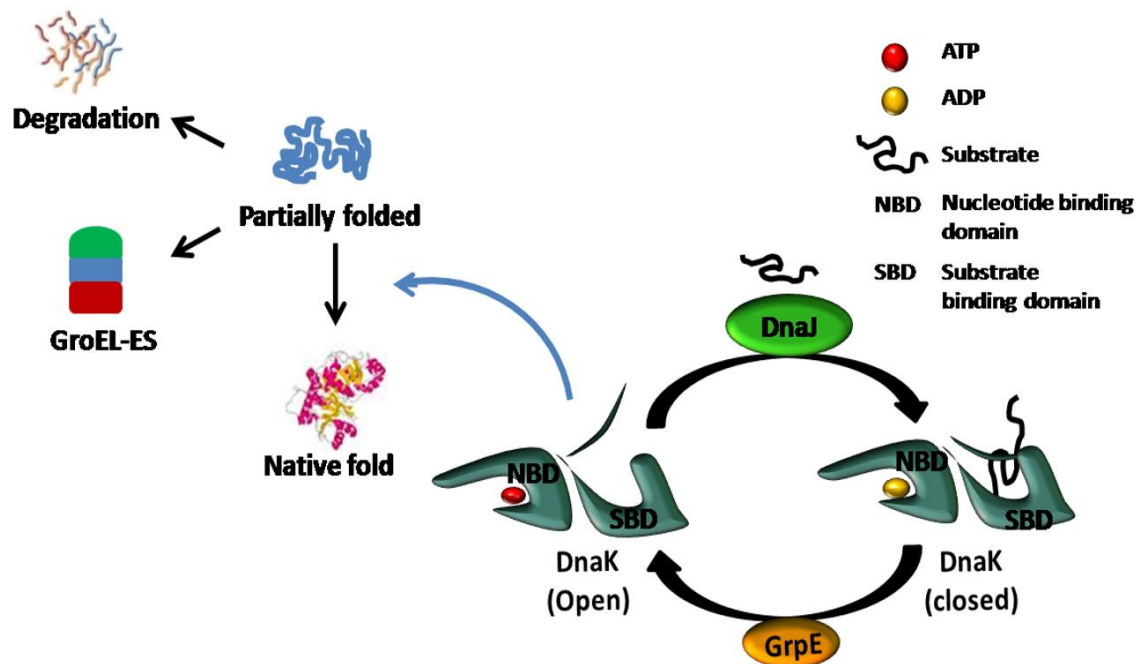 Degradation
Partially folded
GroEL-ES
Native fold
ATP
ADP
Substrate
NBD Nucleotide binding
domain
SBD Substrate
binding domain
DnaJ
NBD
SBD
DnaK
(Open)
NBD
SBD
DnaK
(closed)
GrpE